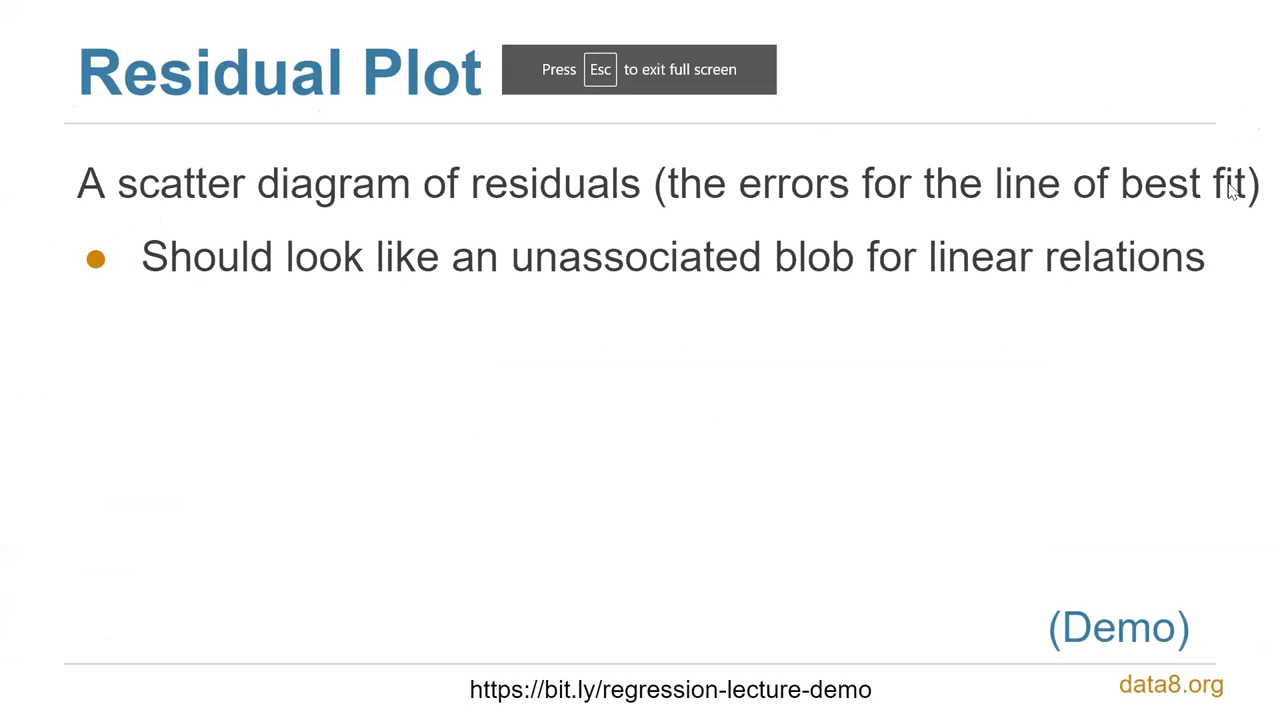 Residual Plot
Press Esc to exit full screen
A scatter diagram of residuals (the errors for the line of best fit)
● Should look like an unassociated blob for linear relations
(Demo)
https://bit.ly/regression-lecture-demo
data8.org